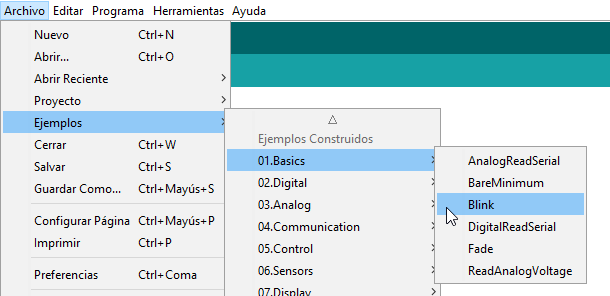 Archivo Editar Programa Herramientas Ayuda
Nuevo Ctrl+N
Abrir... Ctrl+O
Abrir Reciente
Proyecto
Ejemplos
Cerrar Ctrl+W
Salvar Ctrl+S
Guardar Como... Ctrl+Mayús+S
Configurar Página Ctrl+Mayús+P
Imprimir Ctrl+P
Preferencias Ctrl+Coma
Ejemplos Construidos
01.Basics
02.Digital
03.Analog
04.Communication
05.Control
06.Sensors
07.Display
AnalogReadSerial
BareMinimum
Blink
DigitalReadSerial
Fade
ReadAnalogVoltage